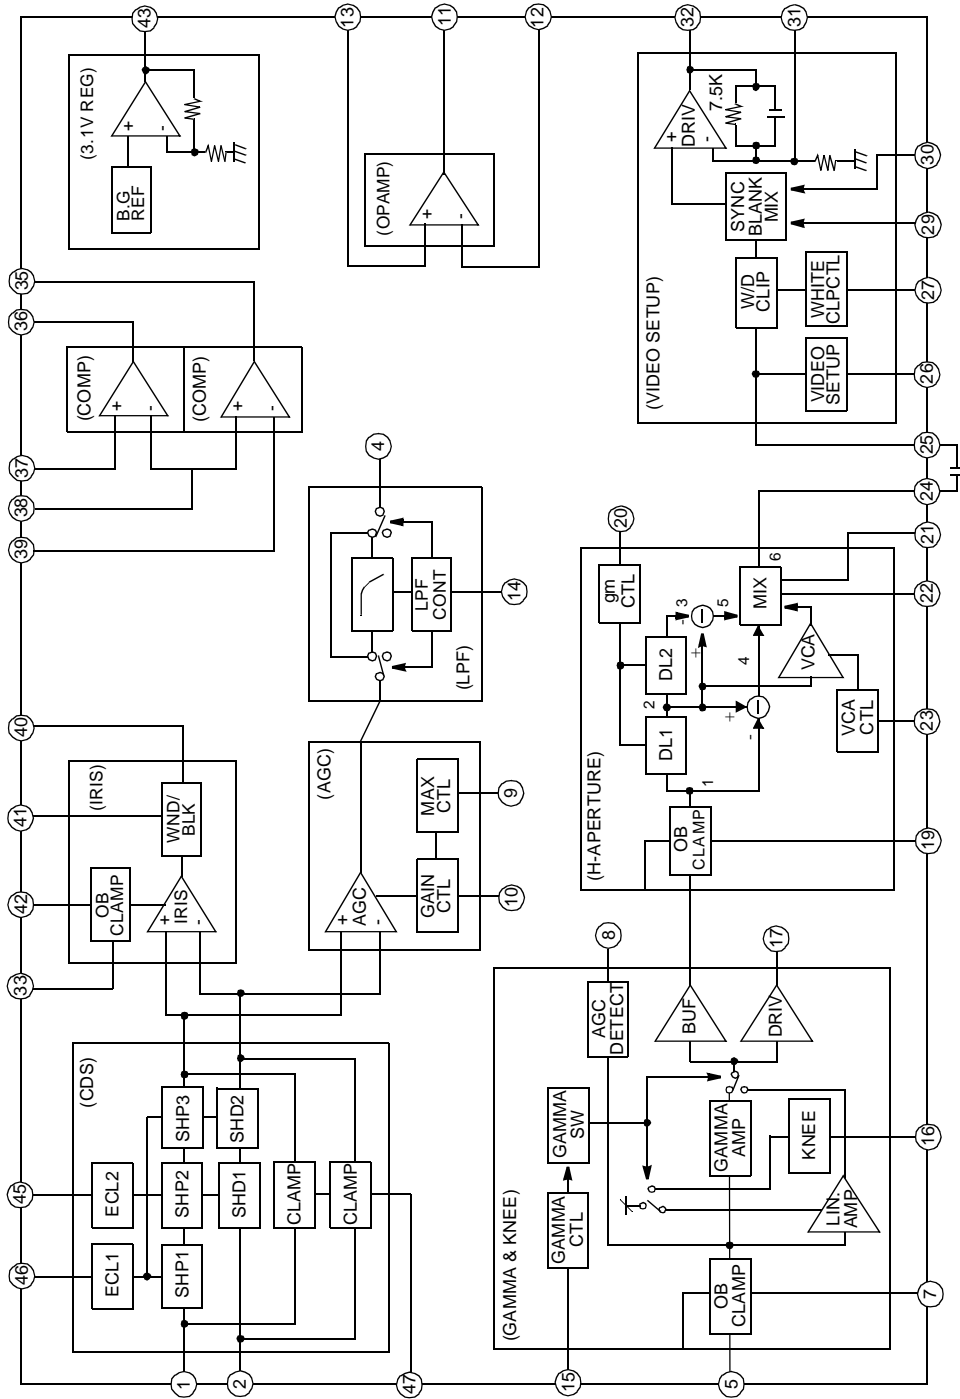 43
13
11
12
32
31
(3.1V REG)
B.G
REF
+
-
(OPAMP)
+
-
(VIDEO SETUP)
DRIV
+
-
7.5K
SYNC
BLANK
MIX
W/D
CLIP
WHITE
CLPCTL
VIDEO
SETUP
30
29
27
26
25
24
35
36
37
38
39
(COMP)
+
-
(COMP)
+
-
4
LPF
CONT
(LPF)
14
20
gm
CTL
(H-APERTURE)
DL2
DL1
3
-
+
5
2
4
+
-
1
6
MIX
VCA
VCA
CTL
OB
CLAMP
21
22
23
19
40
41
42
33
(IRIS)
WND/
BLK
OB
CLAMP
IRIS
+
-
(AGC)
AGC
+
-
MAX
CTL
GAIN
CTL
9
10
8
17
AGC
DETECT
BUF
DRIV
(CDS)
SHP3
SHD2
ECL2
SHP2
SHD1
CLAMP
CLAMP
ECL1
SHP1
45
46
1
2
47
(GAMMA & KNEE)
GAMMA
SW
GAMMA
CTL
GAMMA
AMP
KNEE
LIN.
AMP
OB
CLAMP
16
7
15
5